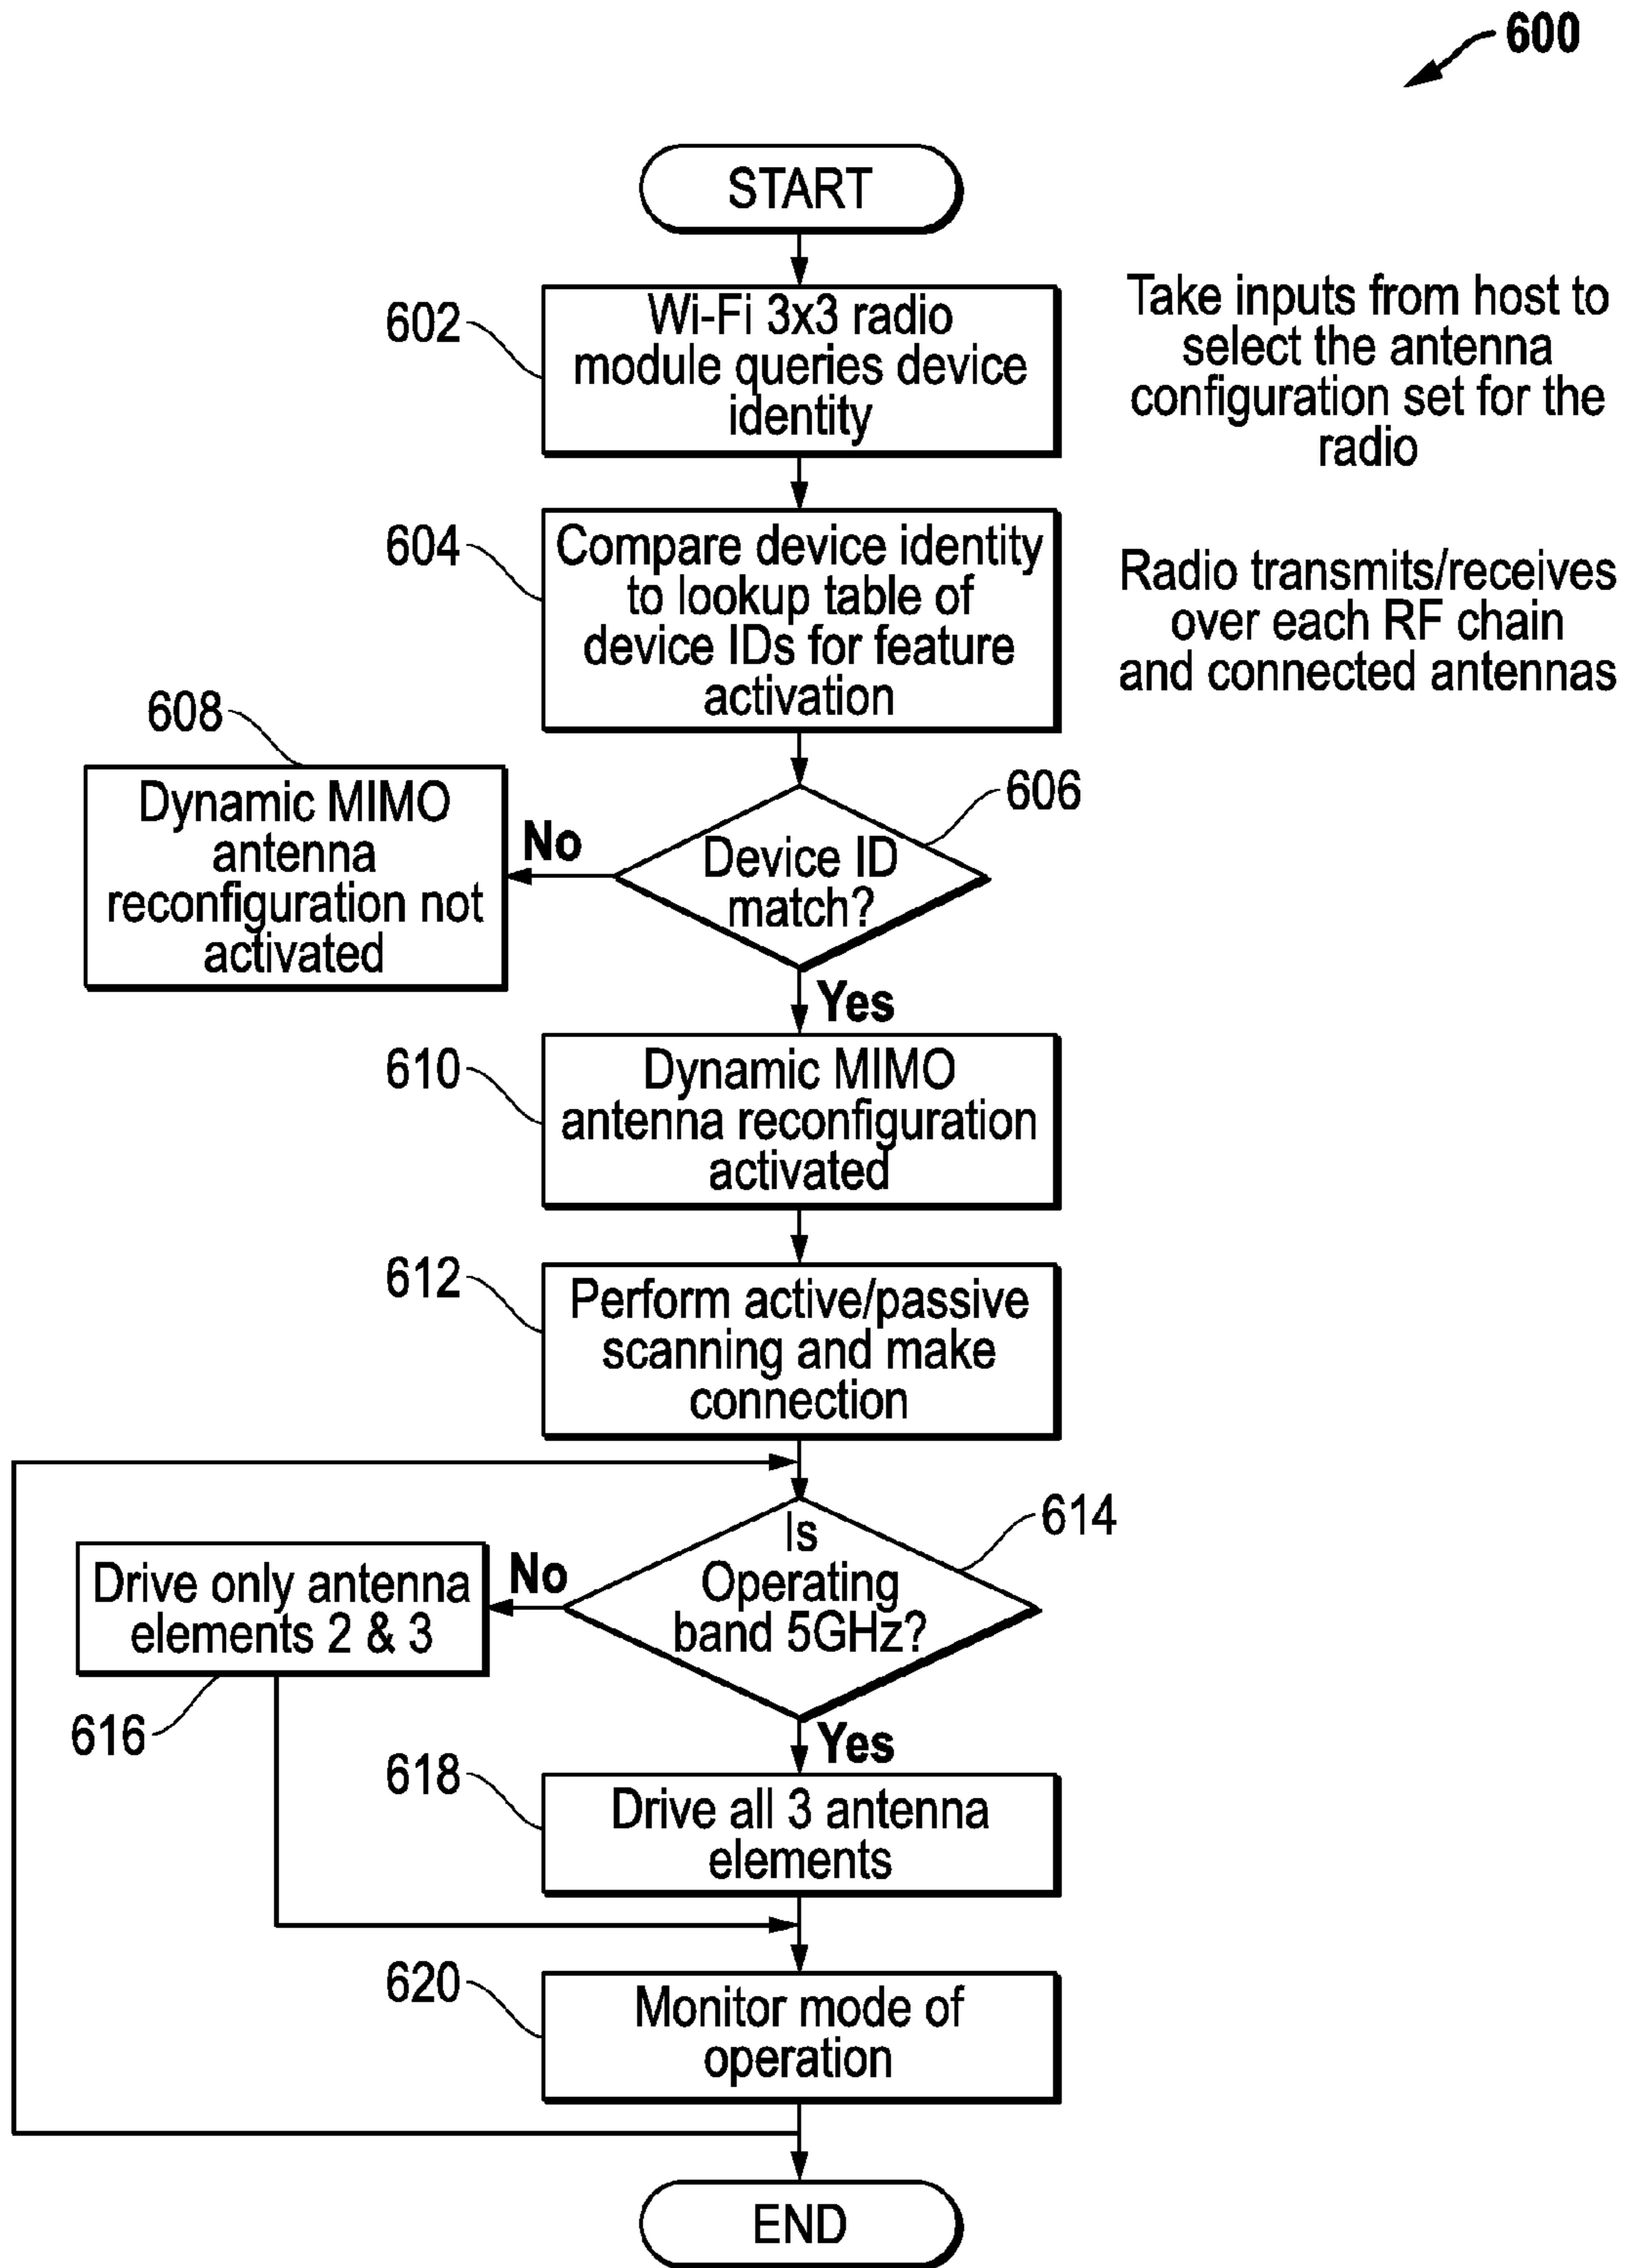 600
START
602
Wi-Fi 3x3 radio
module queries device
identity
Take inputs from host to
select the antenna
configuration set for the
radio
604
Compare device identity
to lookup table of
device IDs for feature
activation
Radio transmits/receives
over each RF chain
and connected antennas
608
Dynamic MIMO
antenna
reconfiguration not
activated
No
606
Device ID
match?
Yes
610
Dynamic MIMO
antenna reconfiguration
activated
612
Perform active/passive
scanning and make
connection
614
Is
Operating
band 5GHz?
No
Drive only antenna
elements 2 & 3
616
Yes
618
Drive all 3 antenna
elements
620
Monitor mode of
operation
END